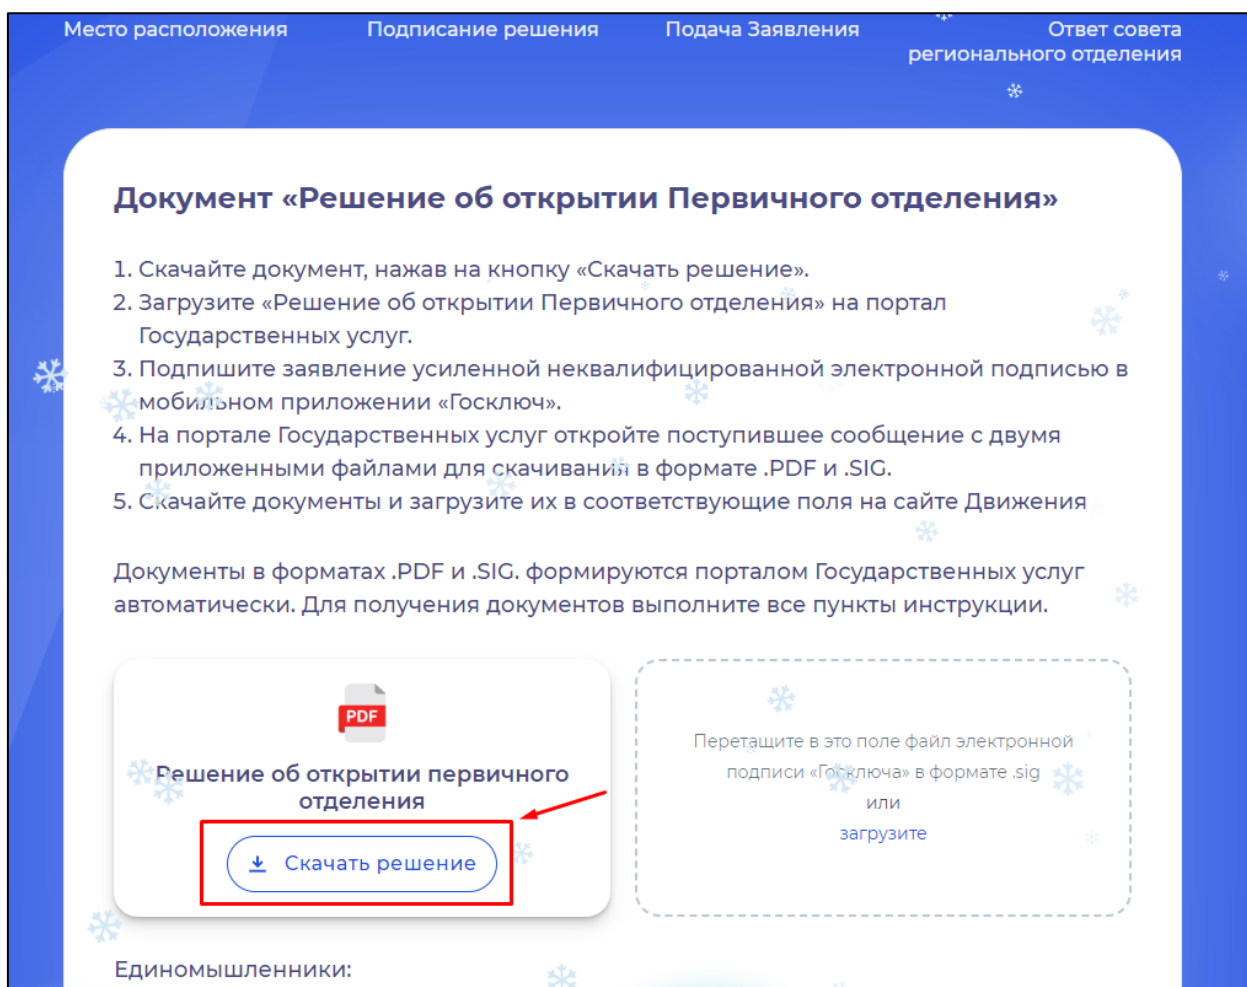 Место расположения
Подписание решения
Подача Заявления
Ответ совета
регионального отделения
Документ «Решение об открытии Первичного отделения»
1. Скачайте документ, нажав на кнопку «Скачать решение».
2. Загрузите «Решение об открытии Первичного отделения» на портал
Государственных услуг.
3. Подпишите заявление усиленной неквалифицированной электронной подписью в
мобильном приложении «Госключ».
4. На портале Государственных услуг откройте поступившее сообщение с двумя
приложенными файлами для скачивания в формате .PDF и .SIG.
5. Скачайте документы и загрузите их в соответствующие поля на сайте Движения
Документы в форматах .PDF и .SIG. формируются порталом Государственных услуг
автоматически. Для получения документов выполните все пункты инструкции.
PDF
Решение об открытии первичного
отделения
Скачать решение
Перетащите в это поле файл электронной
подписи «Госключа» в формате .sig
или
загрузите
Единомышленники: